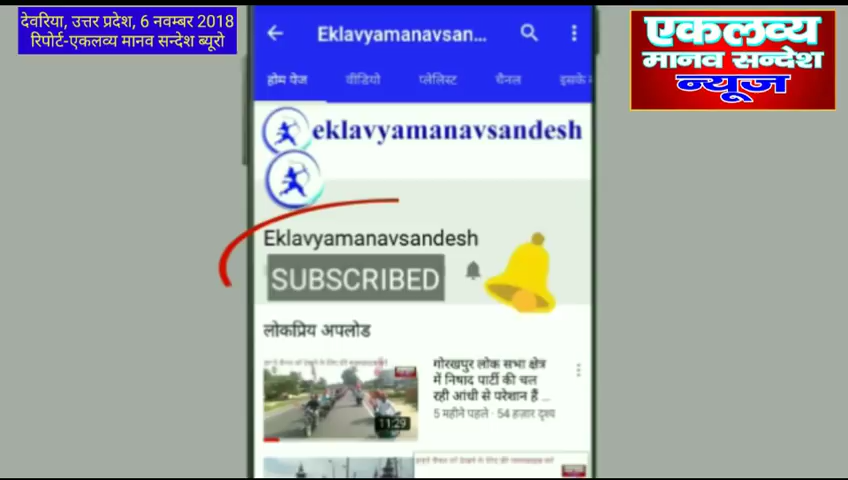 देवरिया, उत्तर प्रदेश, 6 नवम्बर 2018
रिपोर्ट-एकलव्य मानव सन्देश ब्यूरो
एकलव्य
मानव सन्देश
न्यूज
Eklavyamanavsan...
होम पेज वीडियो प्लेलिस्ट चैनल इसके
eklavyamanavsandesh
Eklavyamanavsandesh
SUBSCRIBED
लोकप्रिय अपलोड
गोरखपुर लोक सभा क्षेत्र
में निषाद पार्टी की चल
रही आंधी से परेशान हैं ...
5 महीने पहले · 54 हज़ार दृश्य
11:29